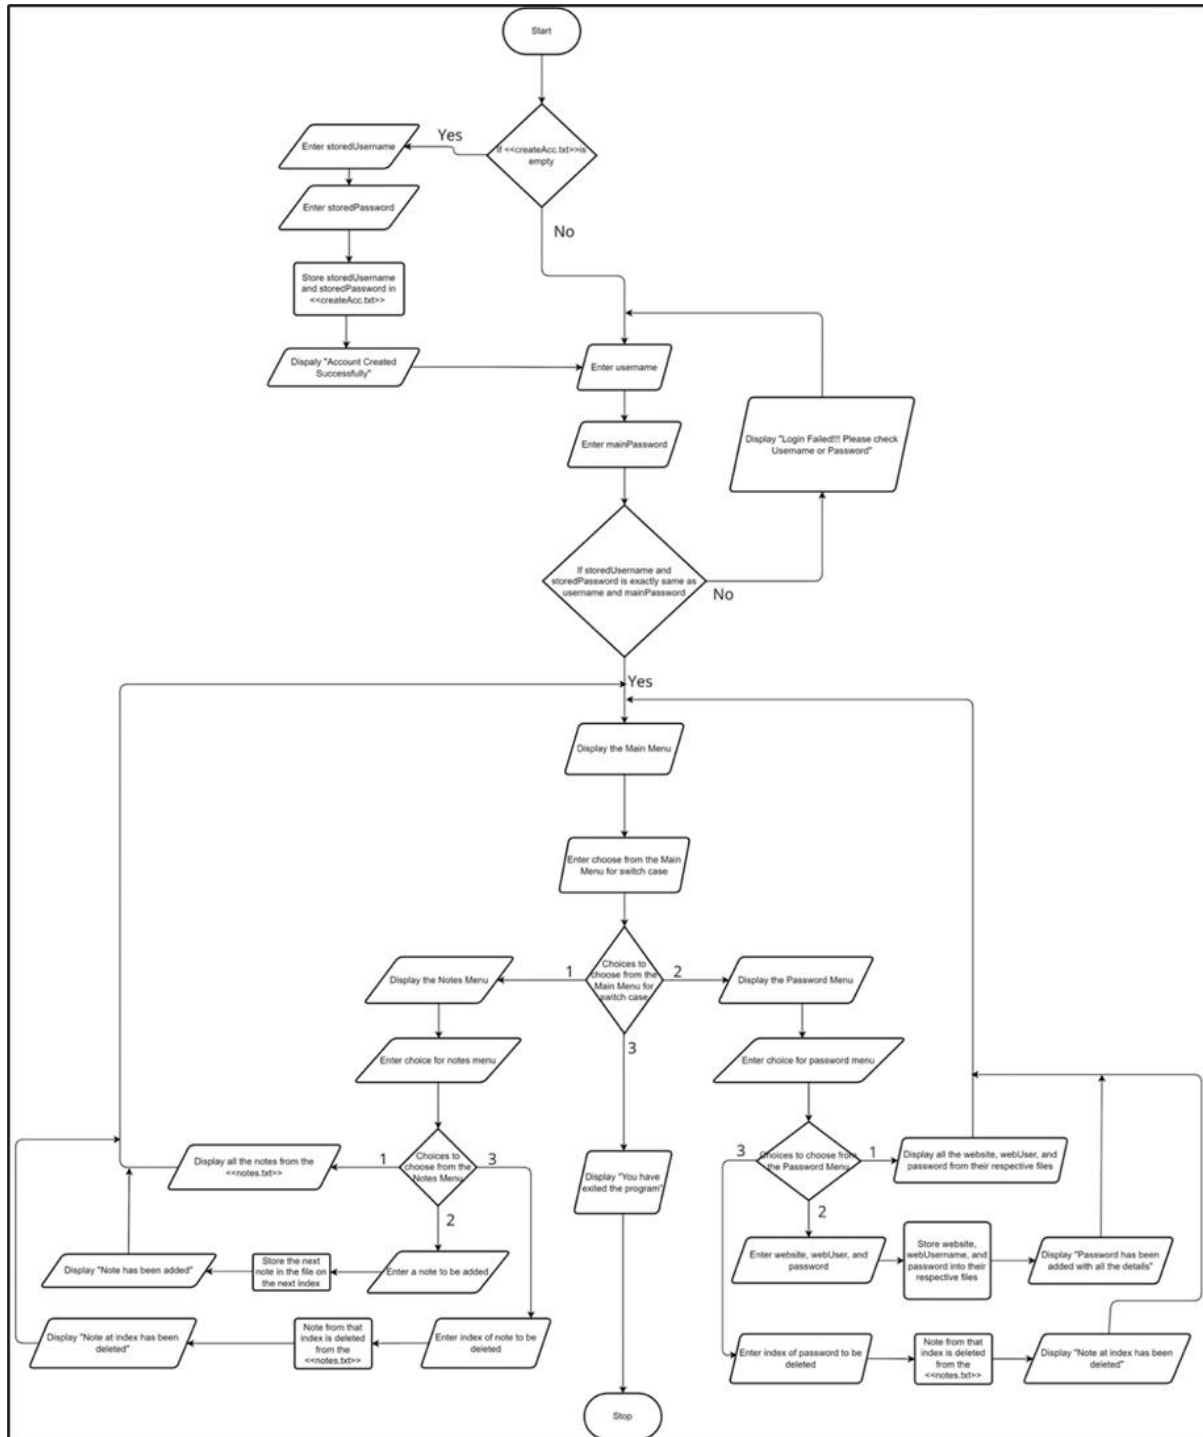 Start
If <<createAcc.txt>>is
empty
Yes
No
Enter storedUsername
Enter storedPassword
Store storedUsername
and storedPassword in
<<createAcc.txt>>
Dispaly "Account Created
Successfully"
Enter username
Enter mainPassword
Display "Login Failed!!! Please check
Username or Password"
If storedUsername and
storedPassword is exactly same as
username and mainPassword
No
Yes
Display the Main Menu
Enter choose from the Main
Menu for switch case
Choices to
choose from the
Main Menu for
switch case
1
2
3
Display the Notes Menu
Enter choice for notes menu
Choices to
choose from the
Notes Menu
1
3
2
Display all the notes from the
<<notes.txt>>
Enter a note to be added
Store the next
note in the file on
the next index
Display "Note has been added"
Enter index of note to be
deleted
Note from that
index is deleted
from the
<<notes.txt>>
Display "Note at index has been
deleted"
Display "You have
exited the program"
Stop
Display the Password Menu
Enter choice for password menu
Choices to choose from
the Password Menu
3
1
2
Display all the website, webUser, and
password from their respective files
Enter website, webUser, and
password
Store website,
webUsername, and
password into their
respective files
Display "Password has been
added with all the details"
Enter index of password to be
deleted
Note from that
index is deleted
from the
<<notes.txt>>
Display "Note at index has been
deleted"